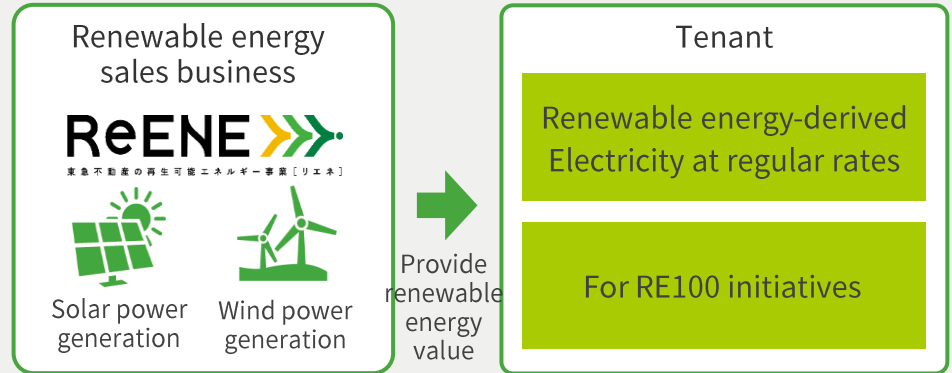 Renewable energy
sales business
ReENE
東急不動産の再生可能エネルギー事業[リエネ]
Solar power
generation
Wind power
generation
Provide
renewable
energy
value
Tenant
Renewable energy-derived
Electricity at regular rates
For RE100 initiatives